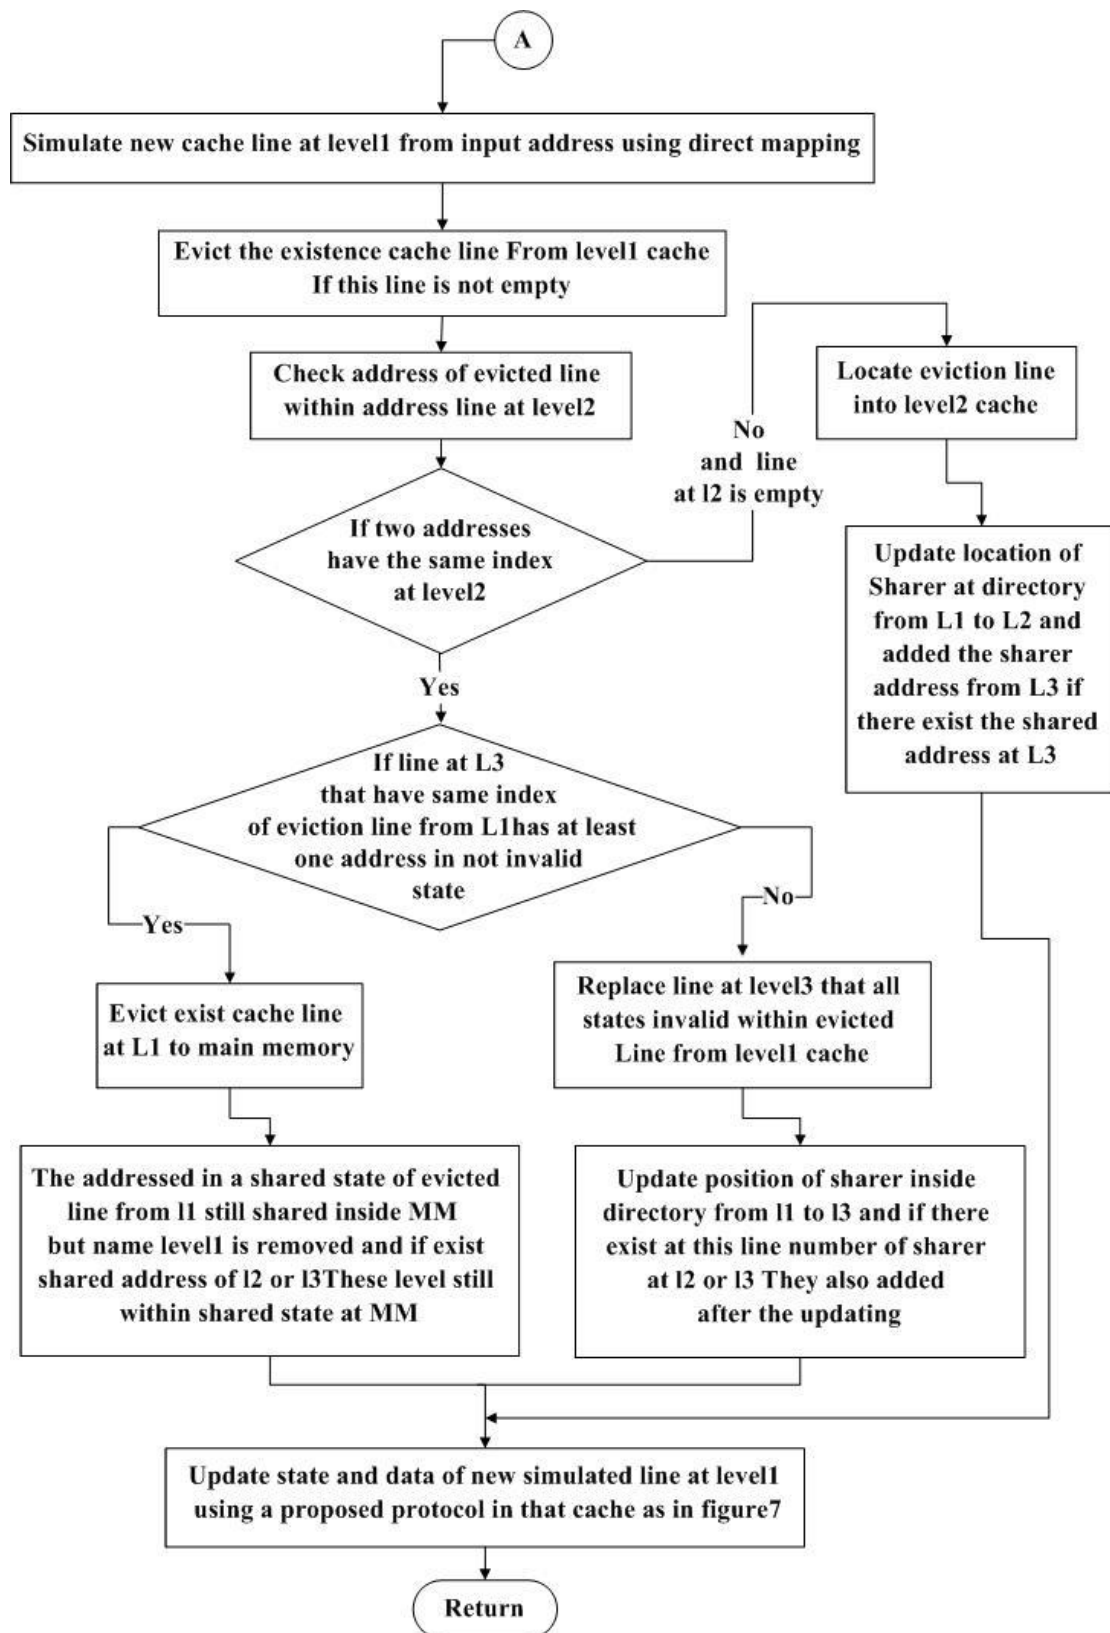 A
Simulate new cache line at level1 from input address using direct mapping
Evict the existence cache line From level1 cache
If this line is not empty
Check address of evicted line
within address line at level2
If two addresses
have the same index
at level2
No
and line
at l2 is empty
Locate eviction line
into level2 cache
Update location of
Sharer at directory
from L1 to L2 and
added the sharer
address from L3 if
there exist the shared
address at L3
Yes
If line at L3
that have same index
of eviction line from L1has at least
one address in not invalid
state
Yes
No
Evict exist cache line
at L1 to main memory
Replace line at level3 that all
states invalid within evicted
Line from level1 cache
The addressed in a shared state of evicted
line from l1 still shared inside MM
but name level1 is removed and if exist
shared address of l2 or l3These level still
within shared state at MM
Update position of sharer inside
directory from l1 to l3 and if there
exist at this line number of sharer
at l2 or l3 They also added
after the updating
Update state and data of new simulated line at level1
using a proposed protocol in that cache as in figure7
Return